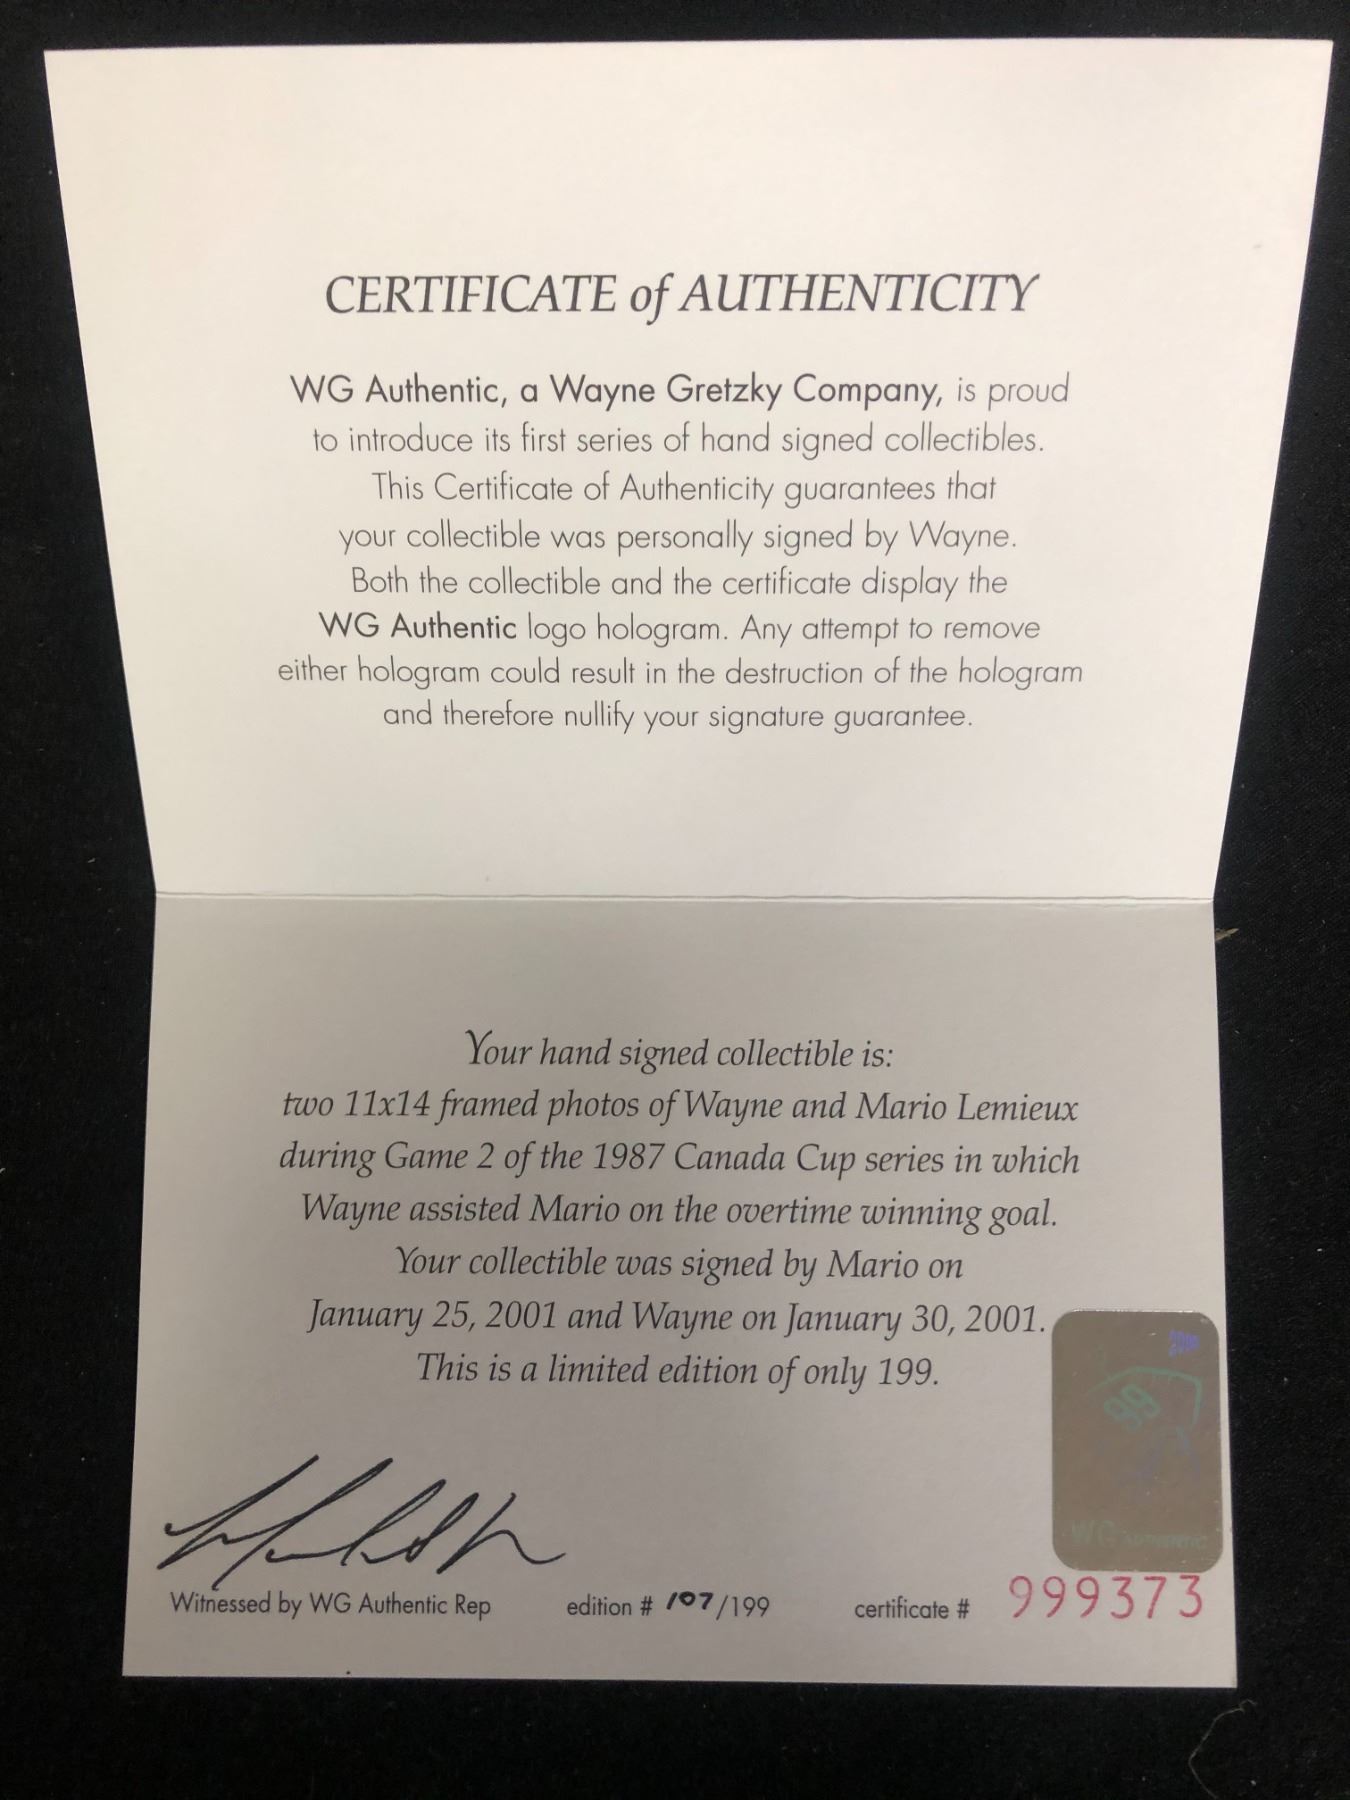 CERTIFICATE of AUTHENTICITY
WG Authentic, a Wayne Gretzky Company, is proud
to introduce its first series of hand signed collectibles.
This Certificate of Authenticity guarantees that
your collectible was personally signed by Wayne.
Both the collectible and the certificate display the
WG Authentic logo hologram. Any attempt to remove
either hologram could result in the destruction of the hologram
and therefore nullify your signature guarantee.
Your hand signed collectible is:
two 11x14 framed photos of Wayne and Mario Lemieux
during Game 2 of the 1987 Canada Cup series in which
Wayne assisted Mario on the overtime winning goal.
Your collectible was signed by Mario on
January 25, 2001 and Wayne on January 30, 2001.
This is a limited edition of only 199.
99
WG AUTHENTIC
Witnessed by WG Authentic Rep edition # 107/199 certificate # 999373